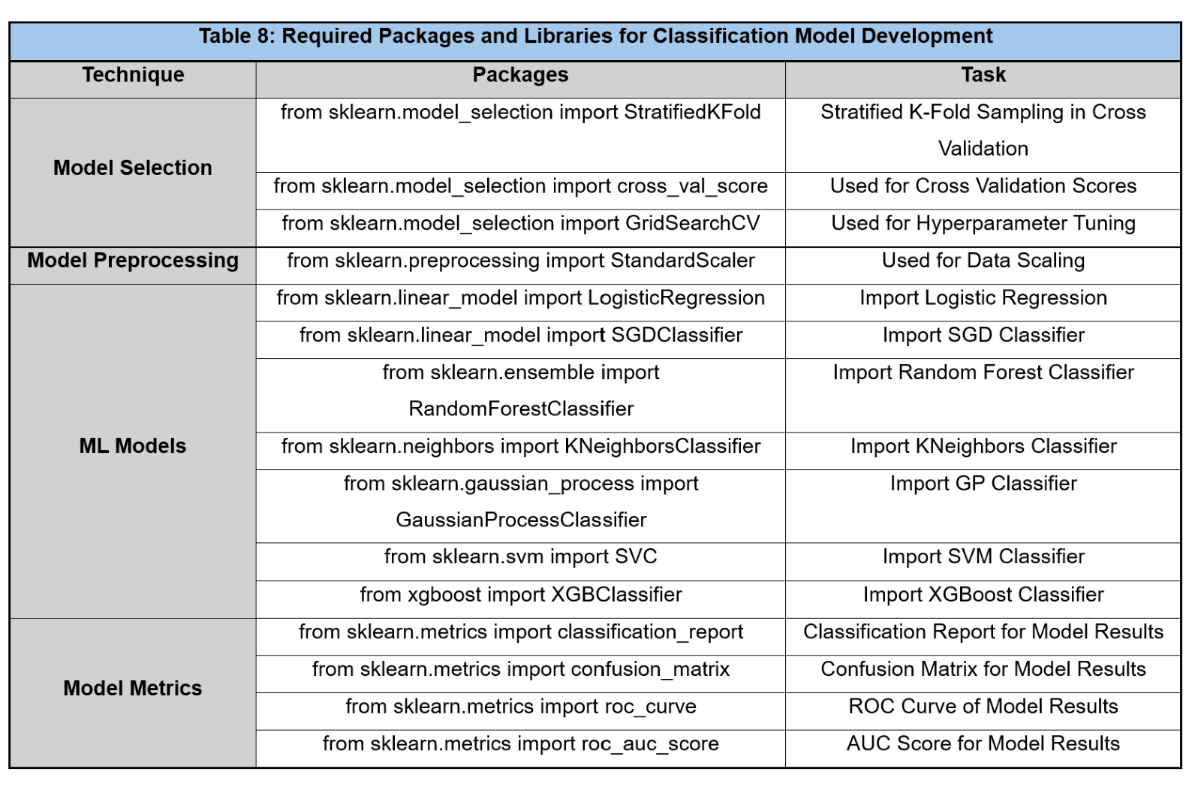 Table 8: Required Packages and Libraries for Classification Model Development
Technique Packages Task
Model Selection
from sklearn.model_selection import StratifiedKFold
Stratified K-Fold Sampling in Cross
Validation
from sklearn.model_selection import cross_val_score
Used for Cross Validation Scores
from sklearn.model_selection import GridSearchCV
Used for Hyperparameter Tuning
Model Preprocessing
from sklearn.preprocessing import StandardScaler
Used for Data Scaling
ML Models
from sklearn.linear_model import LogisticRegression
Import Logistic Regression
from sklearn.linear_model import SGDClassifier
Import SGD Classifier
from sklearn.ensemble import
RandomForestClassifier
Import Random Forest Classifier
from sklearn.neighbors import KNeighborsClassifier
Import KNeighbors Classifier
from sklearn.gaussian_process import
GaussianProcessClassifier
Import GP Classifier
from sklearn.svm import SVC
Import SVM Classifier
from xgboost import XGBClassifier
Import XGBoost Classifier
Model Metrics
from sklearn.metrics import classification_report
Classification Report for Model Results
from sklearn.metrics import confusion_matrix
Confusion Matrix for Model Results
from sklearn.metrics import roc_curve
ROC Curve of Model Results
from sklearn.metrics import roc_auc_score
AUC Score for Model Results